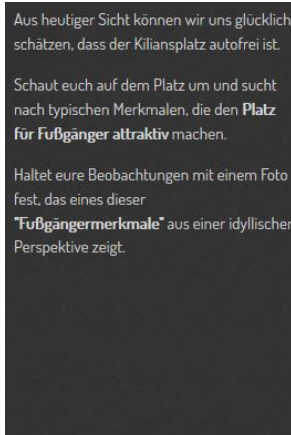 Aus heutiger Sicht können wir uns glücklich
schätzen, dass der Kiliansplatz autofrei ist.
Schaut euch auf dem Platz um und sucht
nach typischen Merkmalen, die den Platz
für Fußgänger attraktiv machen.
Haltet eure Beobachtungen mit einem Foto
fest, das eines dieser
"Fußgängermerkmale" aus einer idyllischen
Perspektive zeigt.